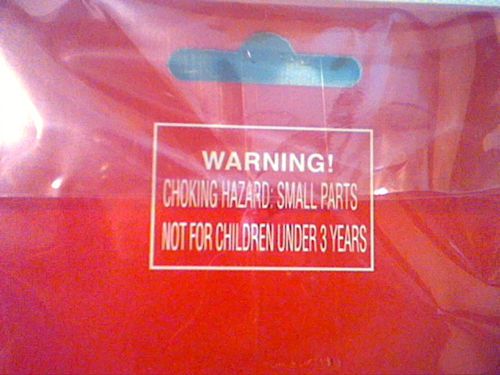 WARNING!
CHOKING HAZARD: SMALL PARTS
NOT FOR CHILDREN UNDER 3 YEARS